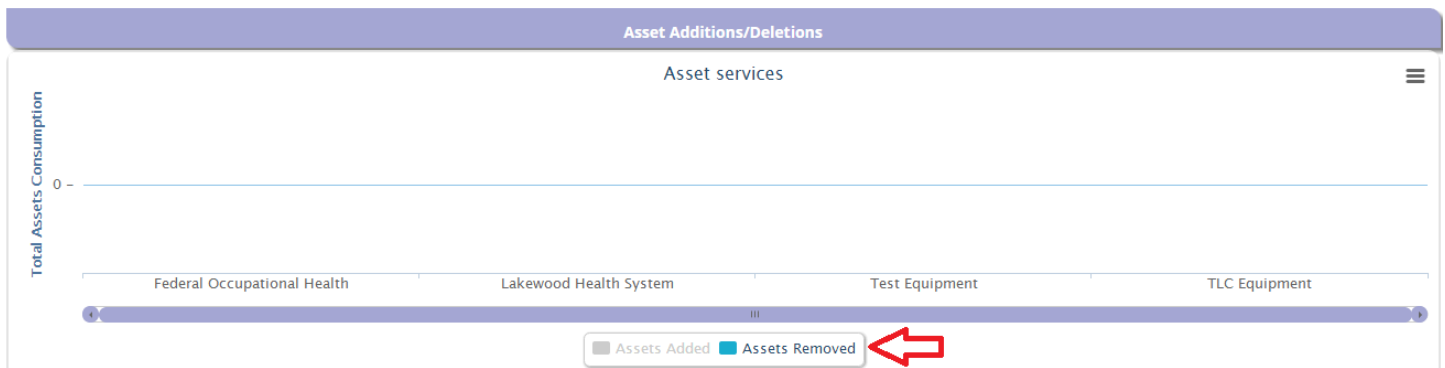 Asset Additions/Deletions
Asset services
Total Assets Consumption
0
Federal Occupational Health
Lakewood Health System
Test Equipment
TLC Equipment
Assets Added
Assets Removed